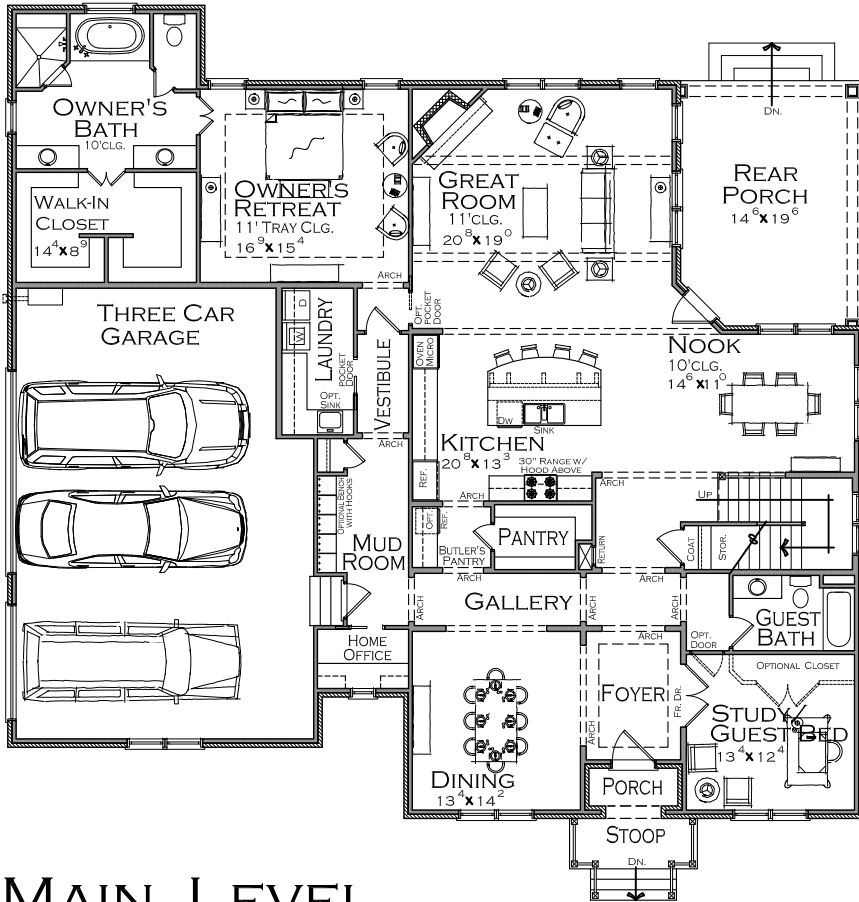 OWNER'S
BATH
10'CLG.
WALK-IN
CLOSET
14⁴x8⁹
OWNER'S
RETREAT
11' TRAY CLG.
16⁹x15⁴
ARCH
GREAT
ROOM
11'CLG.
20⁸x19⁰
DN.
REAR
PORCH
14⁶x19⁶
THREE CAR
GARAGE
D
W
LAUNDRY
POCKET
DOOR
OPT.
SINK
VESTIBULE
ARCH
OPT.
POCKET
DOOR
OVEN
MICRO
DW
SINK
KITCHEN
20⁸x13³
30" RANGE W/
HOOD ABOVE
REF.
ARCH
NOOK
10'CLG.
14⁶x11⁰
ARCH
UP
OPTIONAL BENCH
WITH HOOKS
MUD
ROOM
OPT.
REF.
BUTLER'S
PANTRY
PANTRY
RETURN
COAT
STOR.
ARCH
ARCH
ARCH
GALLERY
ARCH
ARCH
ARCH
OPT.
DOOR
GUEST
BATH
HOME
OFFICE
FOYER
ARCH
FR. DR.
OPTIONAL CLOSET
STUDY/
GUEST BED
13⁴x12⁴
DINING
13⁴x14²
PORCH
STOOP
DN.
MAIN LEVEL